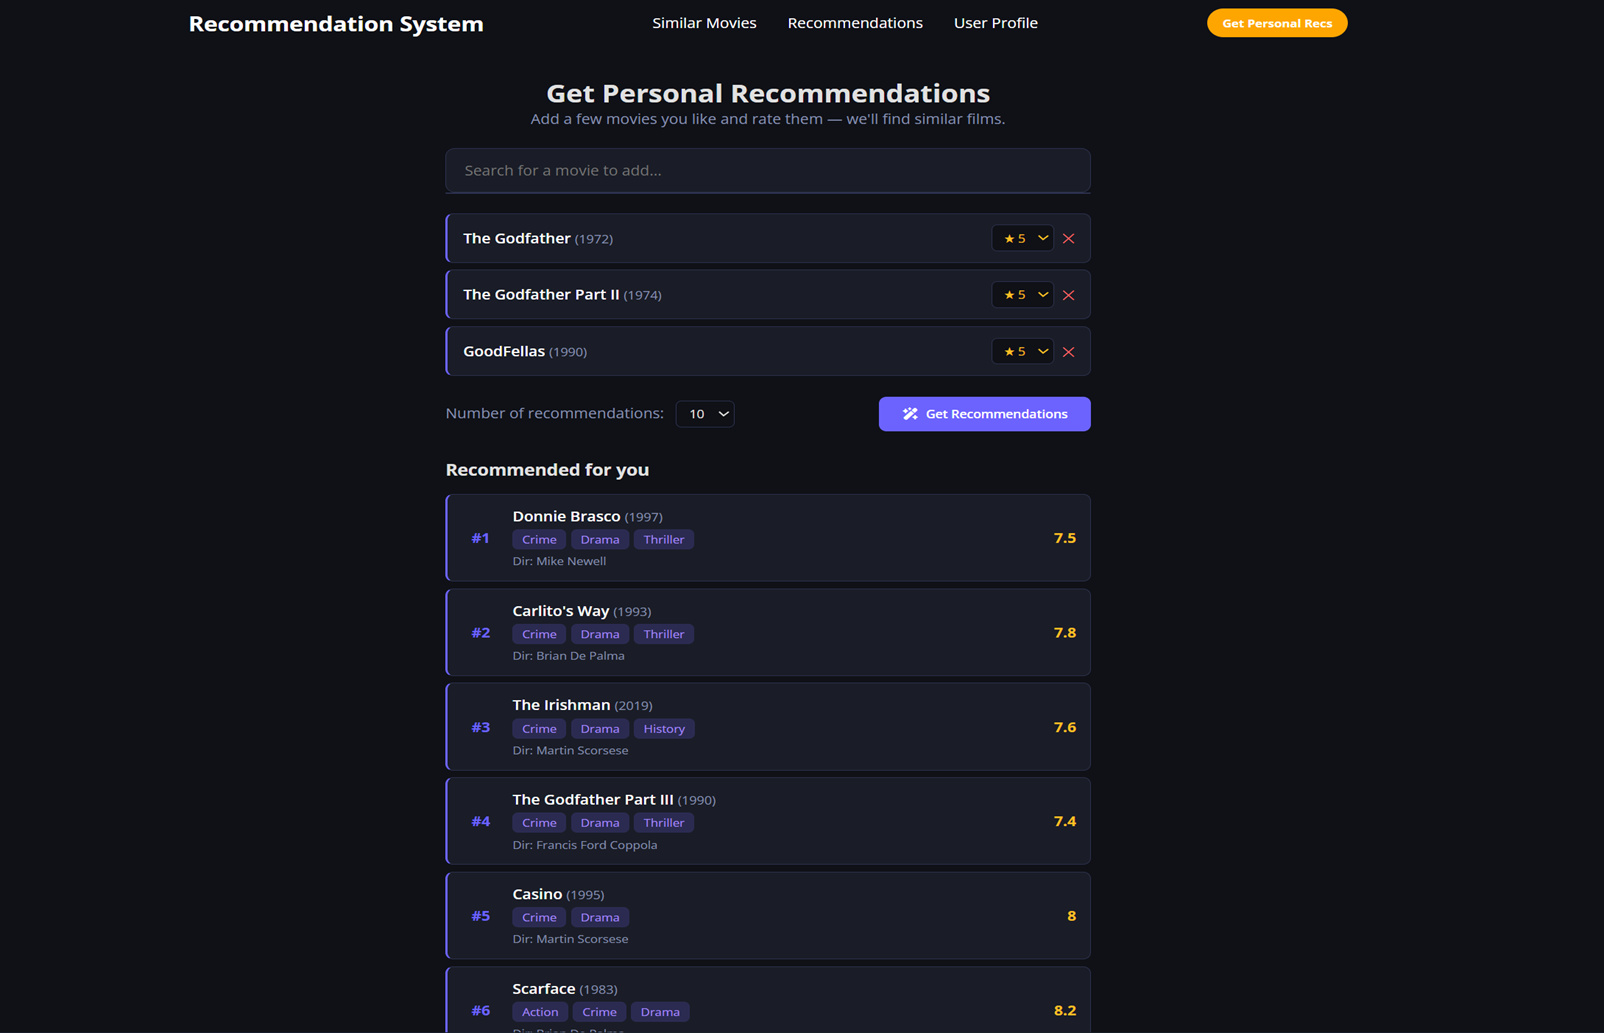 Recommendation System
Similar Movies
Recommendations
User Profile
Get Personal Recs
Get Personal Recommendations
Add a few movies you like and rate them — we'll find similar films.
Search for a movie to add...
The Godfather (1972) ★ 5
The Godfather Part II (1974) ★ 5
GoodFellas (1990) ★ 5
Number of recommendations: 10
Get Recommendations
Recommended for you
#1
Donnie Brasco (1997)
Crime Drama Thriller
Dir: Mike Newell
7.5
#2
Carlito's Way (1993)
Crime Drama Thriller
Dir: Brian De Palma
7.8
#3
The Irishman (2019)
Crime Drama History
Dir: Martin Scorsese
7.6
#4
The Godfather Part III (1990)
Crime Drama Thriller
Dir: Francis Ford Coppola
7.4
#5
Casino (1995)
Crime Drama
Dir: Martin Scorsese
8
#6
Scarface (1983)
Action Crime Drama
8.2